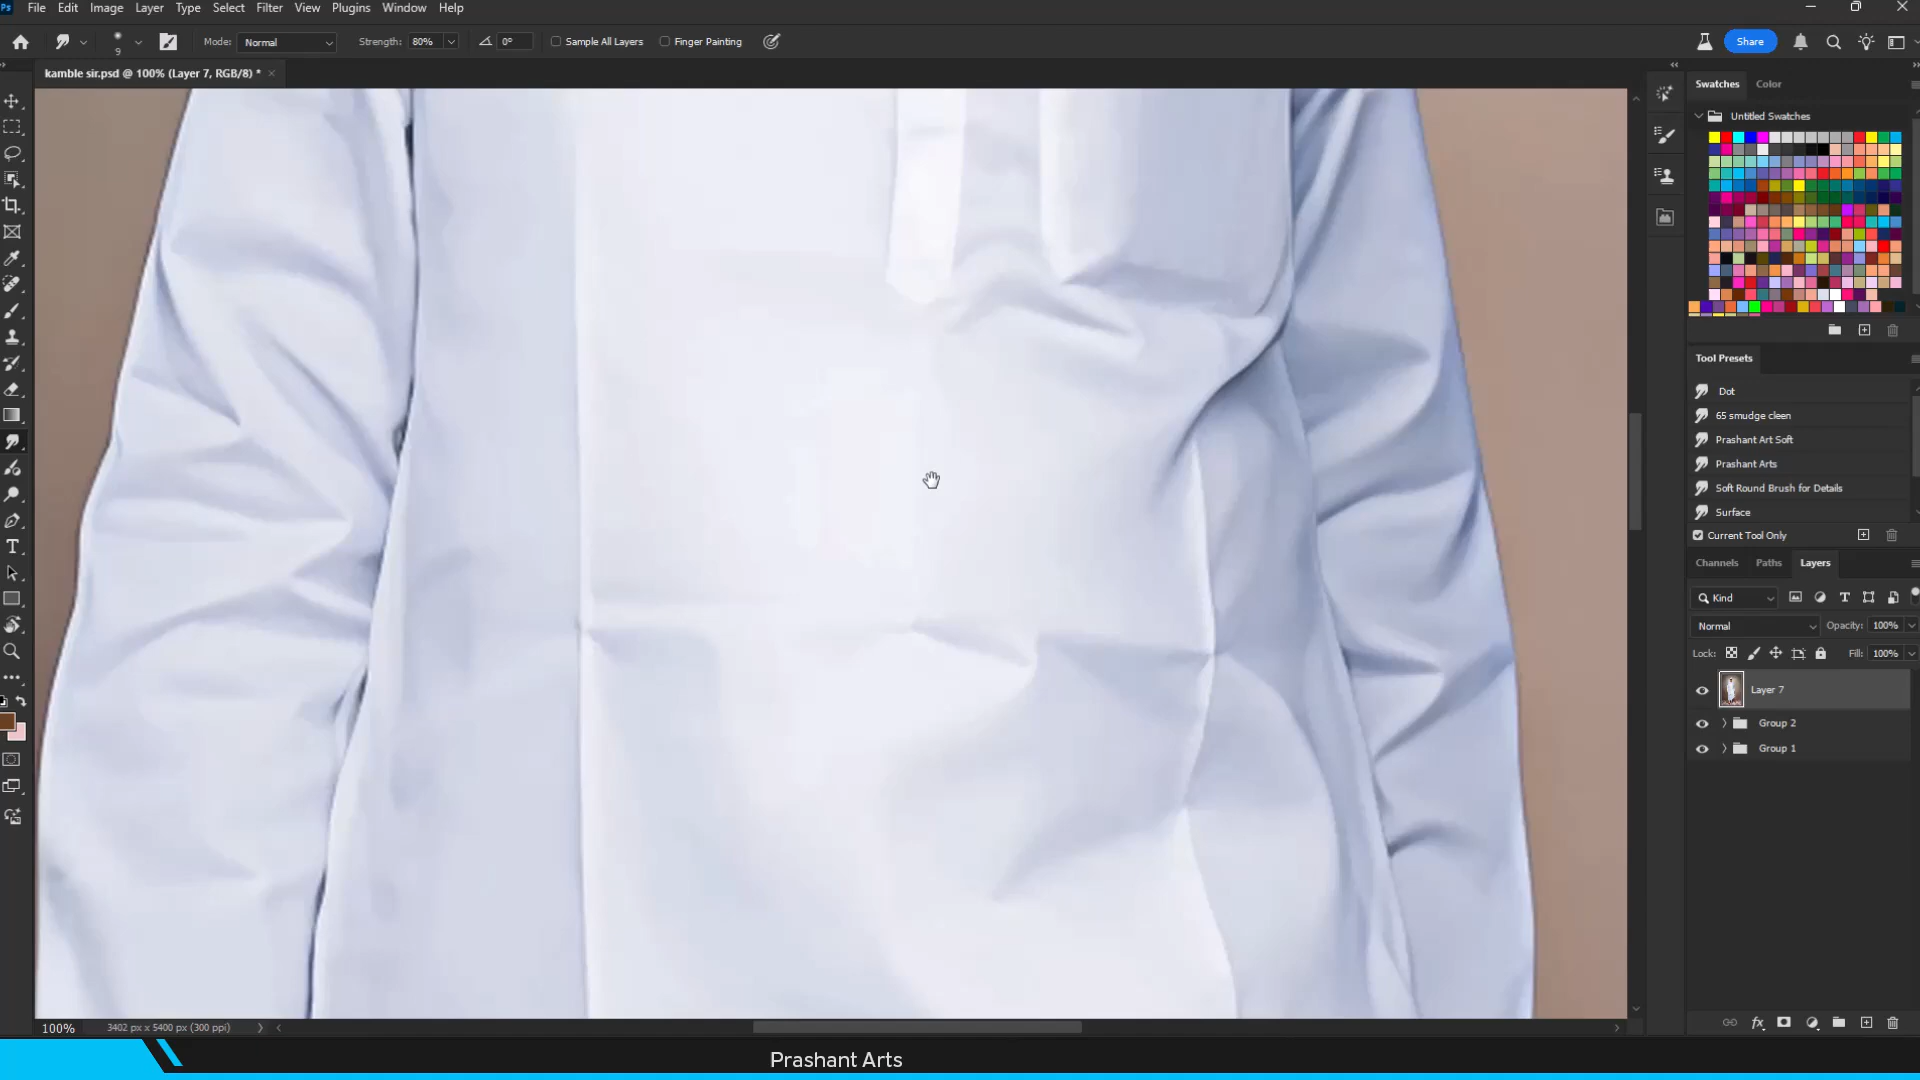 Ps File Edit Image Layer Type Select Filter View Plugins Window Help
9 Mode: Normal Strength: 80% 0° Sample All Layers Finger Painting Share
kamble sir.psd @ 100% (Layer 7, RGB/8) *
Swatches Color
Untitled Swatches
Tool Presets
Dot
65 smudge cleen
Prashant Art Soft
Prashant Arts
Soft Round Brush for Details
Surface
Current Tool Only
Channels Paths Layers
Kind
Normal Opacity: 100%
Lock: Fill: 100%
Layer 7
Group 2
Group 1
100% 3402 px x 5400 px (300 ppi)
Prashant Arts